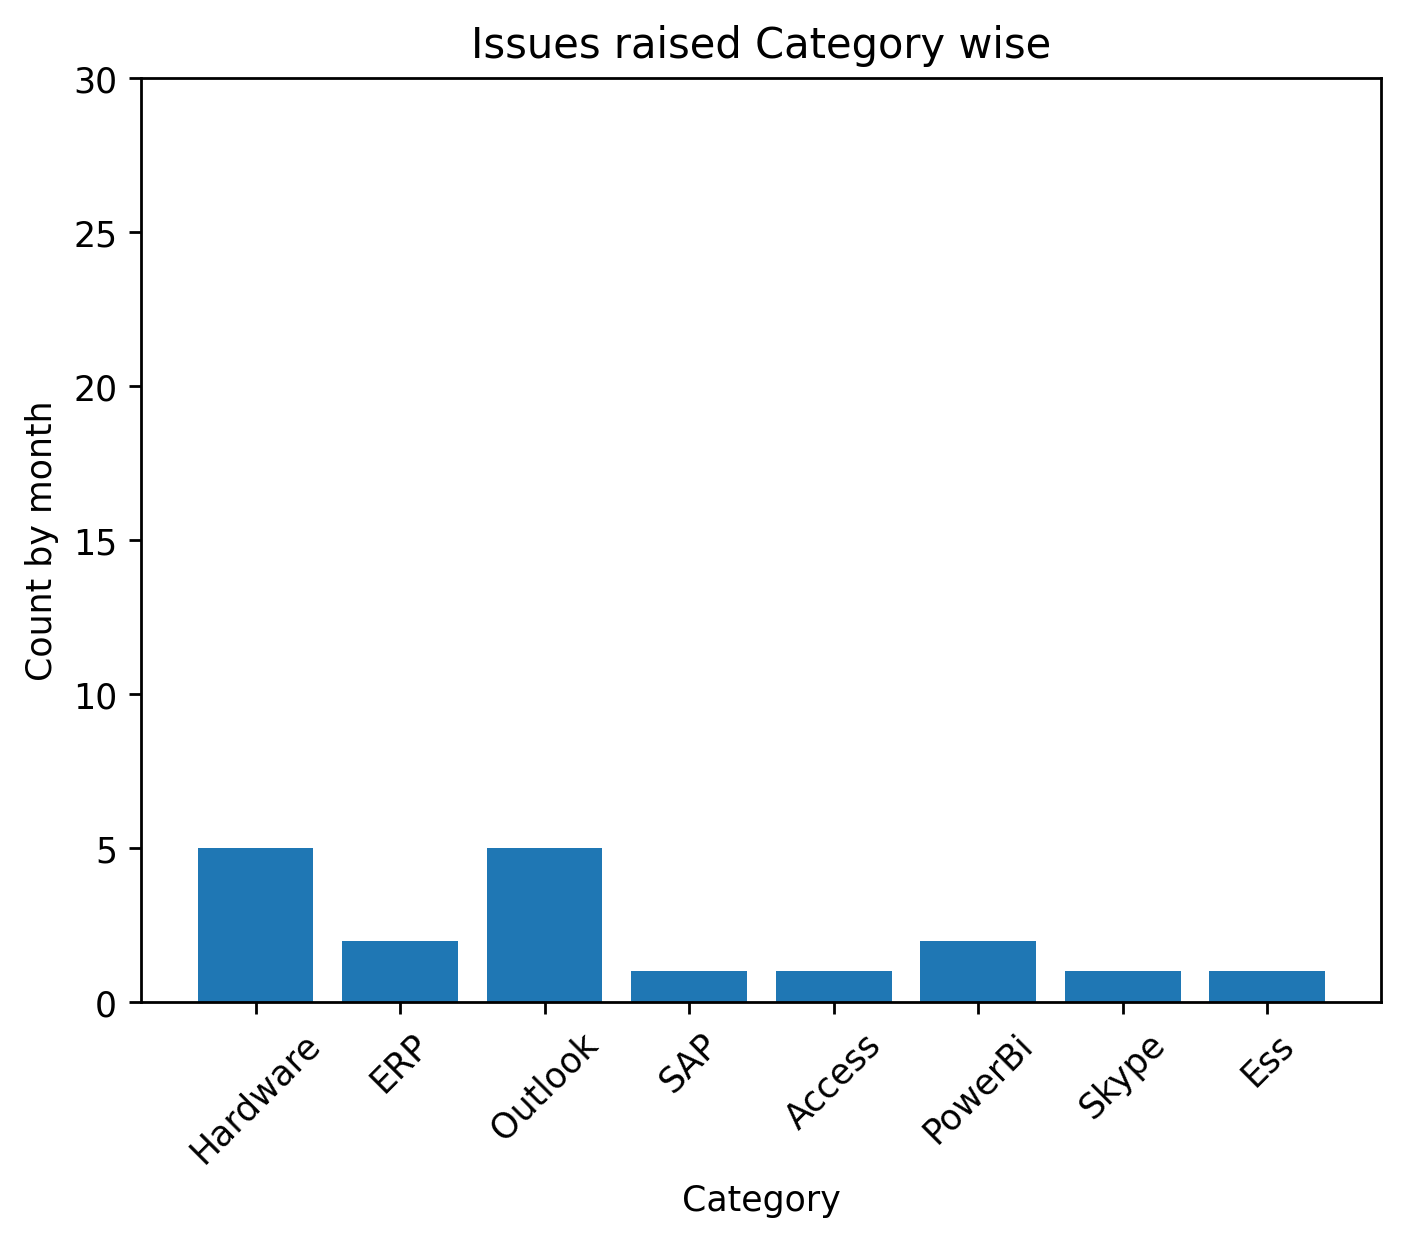 Issues raised Category wise
30
25
20
15
10
5
0
Count by month
Hardware
ERP
Outlook
SAP
Access
PowerBi
Skype
Ess
Category